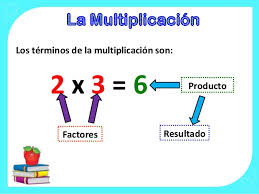 La Multiplicación
Los términos de la multiplicación son:
2 x 3 = 6
Producto
Factores
Resultado